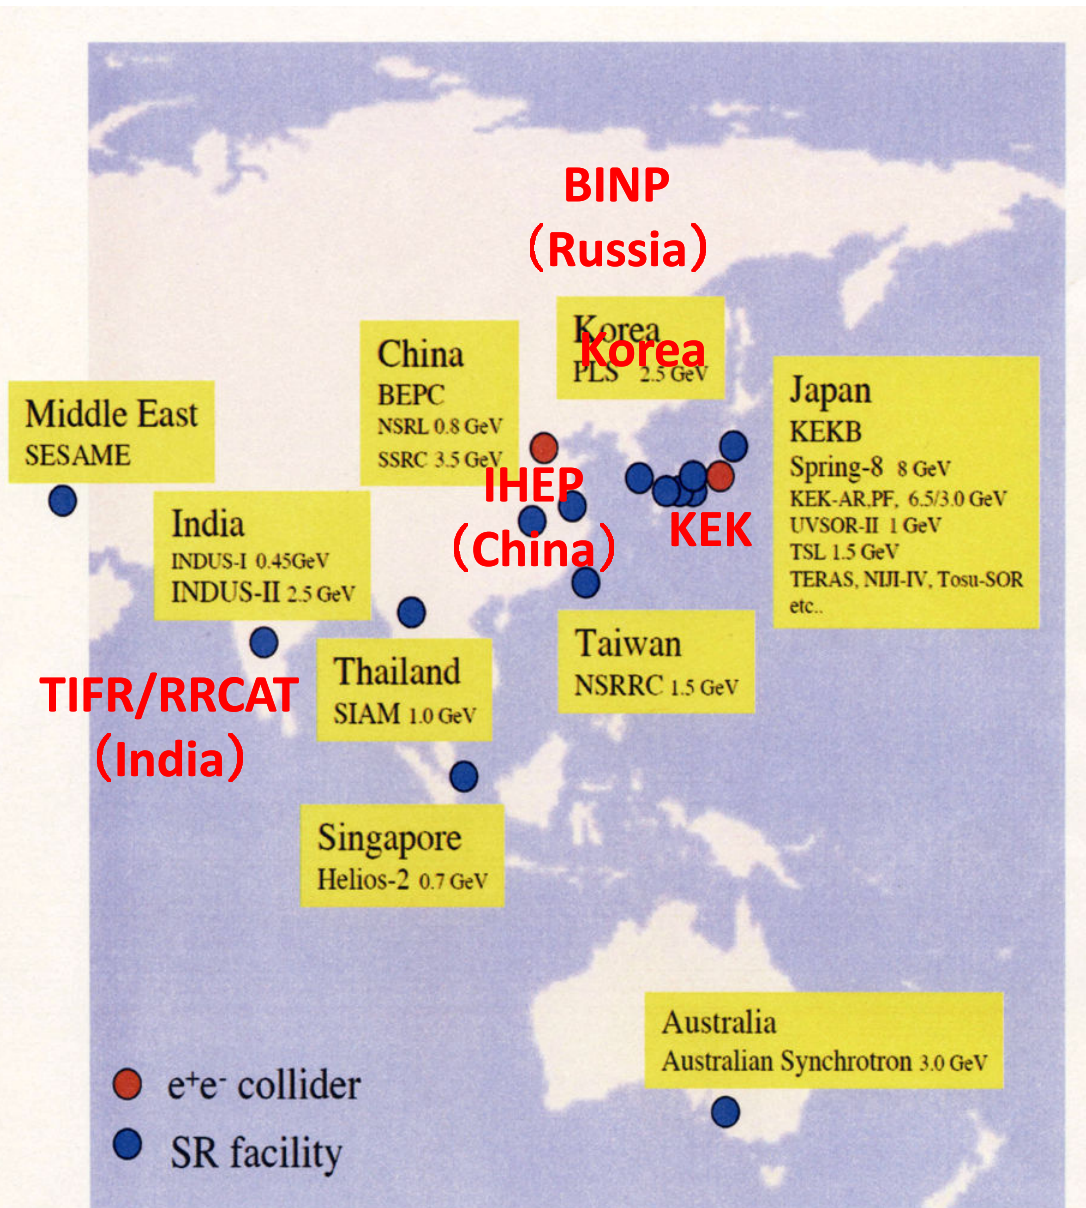 BINP
（Russia）
Korea
PLS 2.5 GeV
Korea
China
BEPC
NSRL 0.8 GeV
SSRC 3.5 GeV
IHEP
（China）
Japan
KEKB
Spring-8 8 GeV
KEK-AR,PF, 6.5/3.0 GeV
UVSOR-II 1 GeV
TSL 1.5 GeV
TERAS, NIJI-IV, Tosu-SOR
etc..
KEK
Middle East
SESAME
India
INDUS-I 0.45GeV
INDUS-II 2.5 GeV
TIFR/RRCAT
（India）
Thailand
SIAM 1.0 GeV
Taiwan
NSRRC 1.5 GeV
Singapore
Helios-2 0.7 GeV
Australia
Australian Synchrotron 3.0 GeV
e⁺e⁻ collider
SR facility